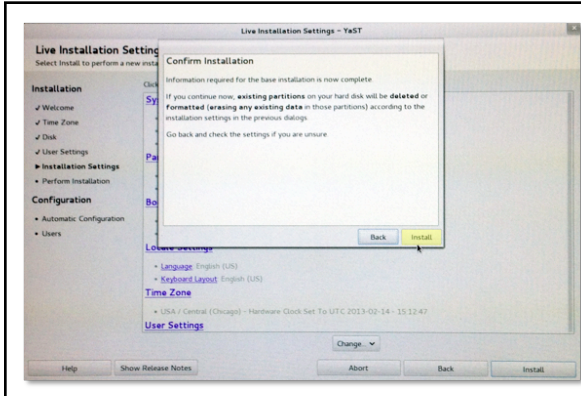 Live Installation Settings - YaST
Live Installation Setting
Select Install to perform a new insta
Installation
✓ Welcome
✓ Time Zone
✓ Disk
✓ User Settings
▶ Installation Settings
• Perform Installation
Configuration
• Automatic Configuration
• Users
Click
Sy
Pa
Bo
Confirm Installation
Information required for the base installation is now complete.
If you continue now, existing partitions on your hard disk will be deleted or
formatted (erasing any existing data in those partitions) according to the
installation settings in the previous dialogs.
Go back and check the settings if you are unsure.
Back Install
Locale Settings
• Language: English (US)
• Keyboard Layout: English (US)
Time Zone
• USA / Central (Chicago) - Hardware Clock Set To UTC 2013-02-14 - 15:12:47
User Settings
Change...
Help Show Release Notes Abort Back Install